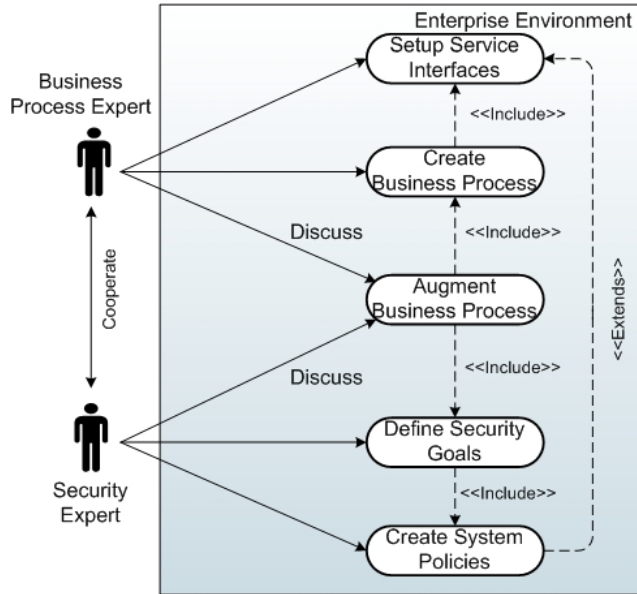 Enterprise Environment
Setup Service
Interfaces
Business
Process Expert
<<Include>>
Create
Business Process
Discuss
<<Include>>
Cooperate
Augment
Business Process
<<Extends>>
Discuss
<<Include>>
Define Security
Goals
Security
Expert
<<Include>>
Create System
Policies